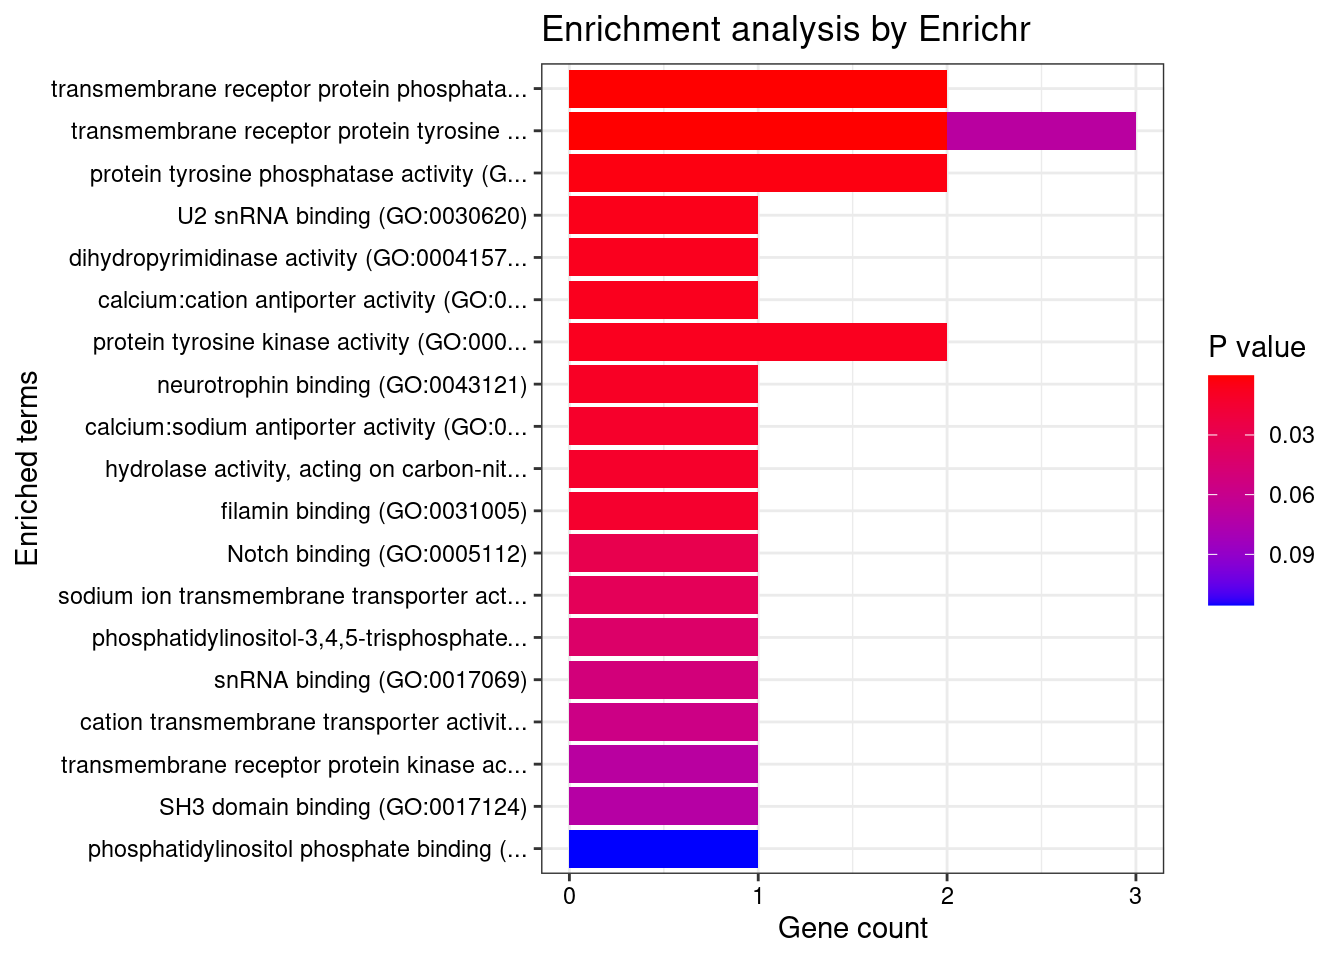 Enrichment analysis by Enrichr
transmembrane receptor protein phosphata...
transmembrane receptor protein tyrosine ...
protein tyrosine phosphatase activity (G...
U2 snRNA binding (GO:0030620)
dihydropyrimidinase activity (GO:0004157...
calcium:cation antiporter activity (GO:0...
protein tyrosine kinase activity (GO:000...
neurotrophin binding (GO:0043121)
calcium:sodium antiporter activity (GO:0...
hydrolase activity, acting on carbon-nit...
filamin binding (GO:0031005)
Notch binding (GO:0005112)
sodium ion transmembrane transporter act...
phosphatidylinositol-3,4,5-trisphosphate...
snRNA binding (GO:0017069)
cation transmembrane transporter activit...
transmembrane receptor protein kinase ac...
SH3 domain binding (GO:0017124)
phosphatidylinositol phosphate binding (...
Enriched terms
0 1 2 3
Gene count
P value
0.03
0.06
0.09